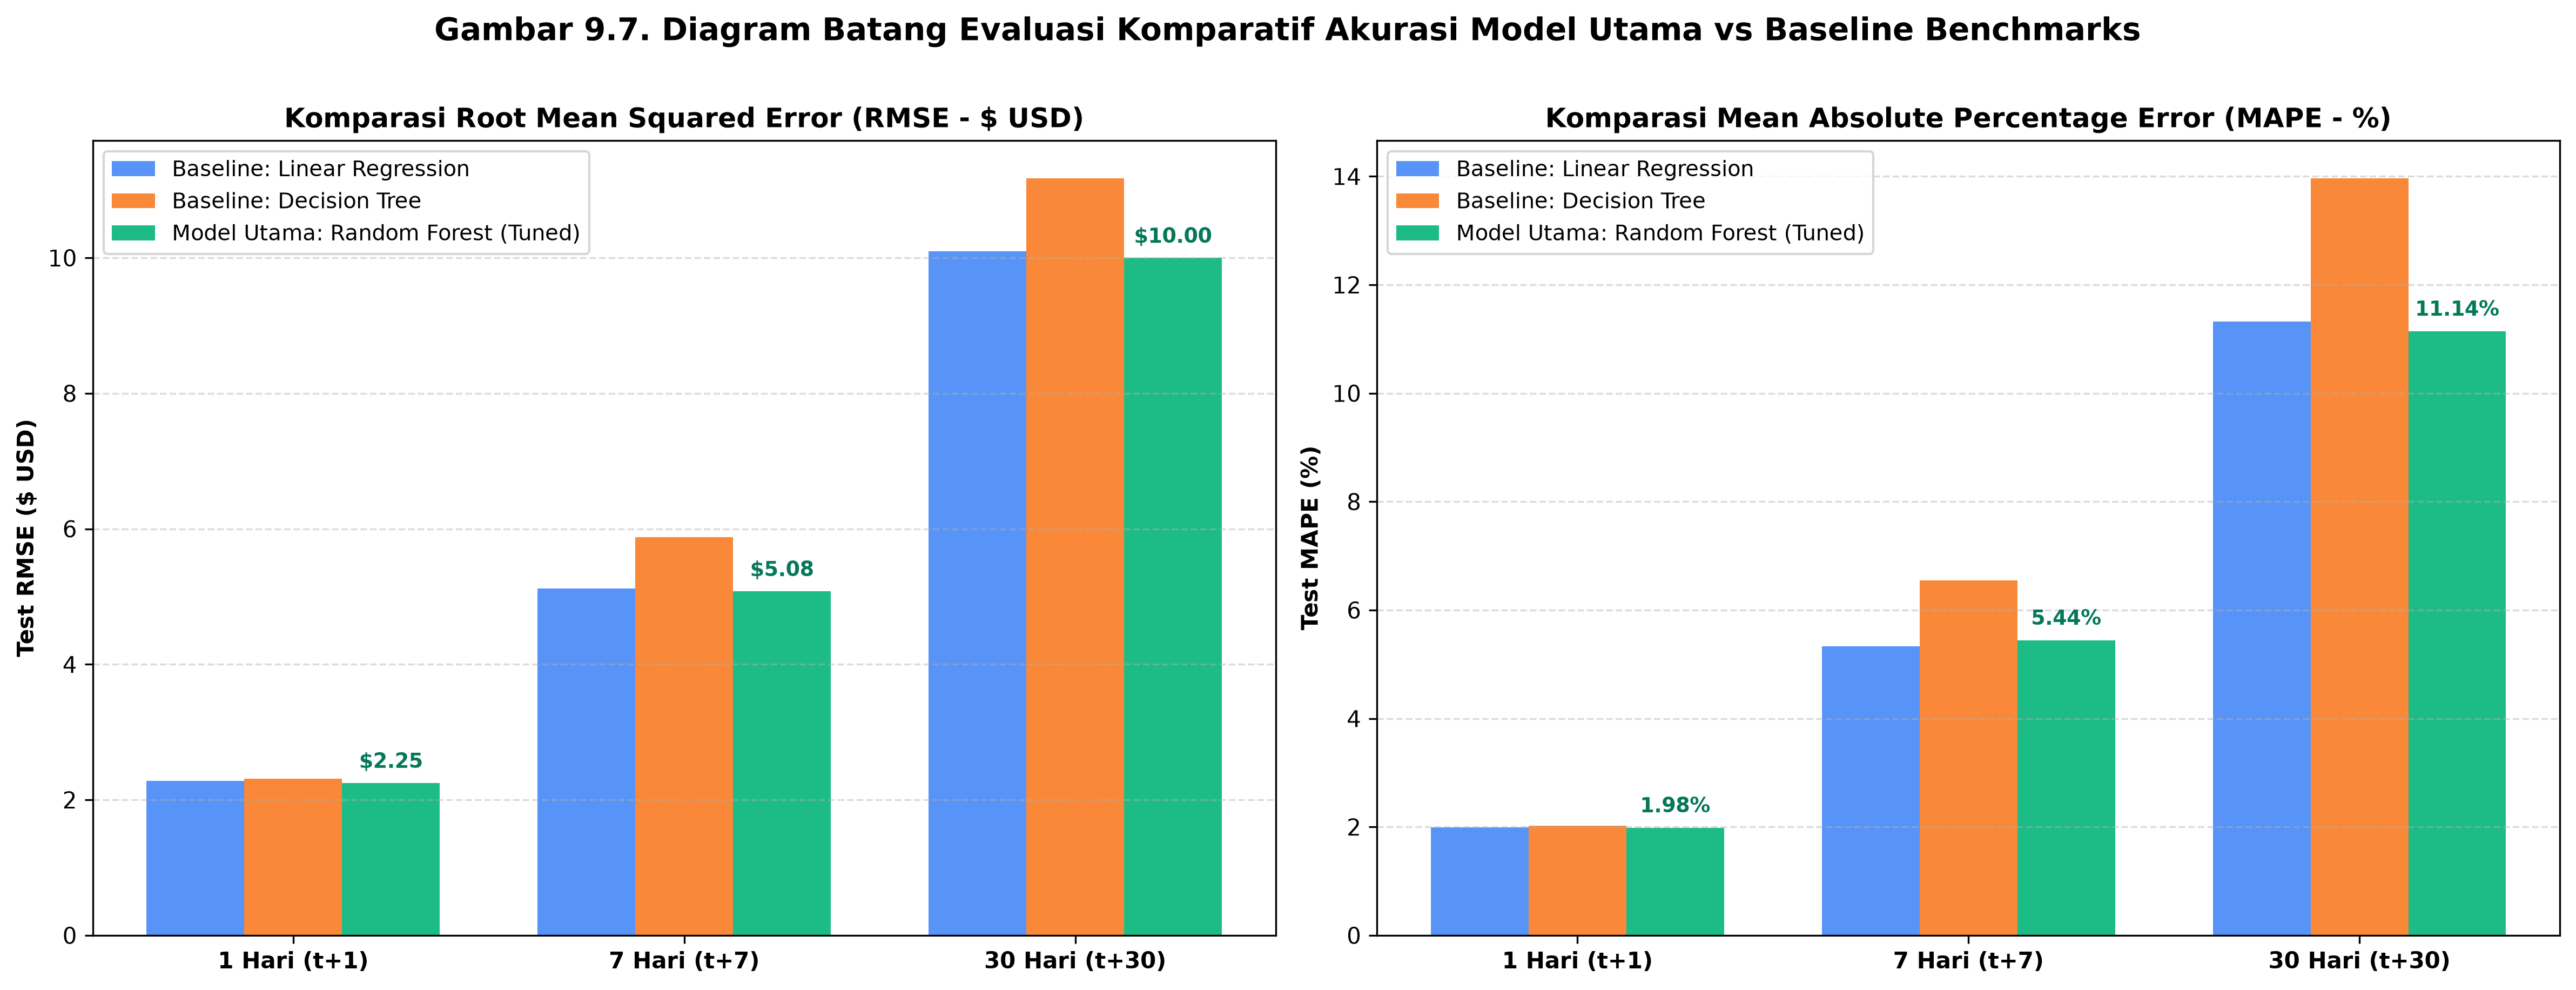 Gambar 9.7. Diagram Batang Evaluasi Komparatif Akurasi Model Utama vs Baseline Benchmarks
Komparasi Root Mean Squared Error (RMSE - $ USD)
Baseline: Linear Regression
Baseline: Decision Tree
Model Utama: Random Forest (Tuned)
Test RMSE ($ USD)
10
8
6
4
2
0
$2.25
$5.08
$10.00
1 Hari (t+1)
7 Hari (t+7)
30 Hari (t+30)
Komparasi Mean Absolute Percentage Error (MAPE - %)
Baseline: Linear Regression
Baseline: Decision Tree
Model Utama: Random Forest (Tuned)
Test MAPE (%)
14
12
10
8
6
4
2
0
1.98%
5.44%
11.14%
1 Hari (t+1)
7 Hari (t+7)
30 Hari (t+30)